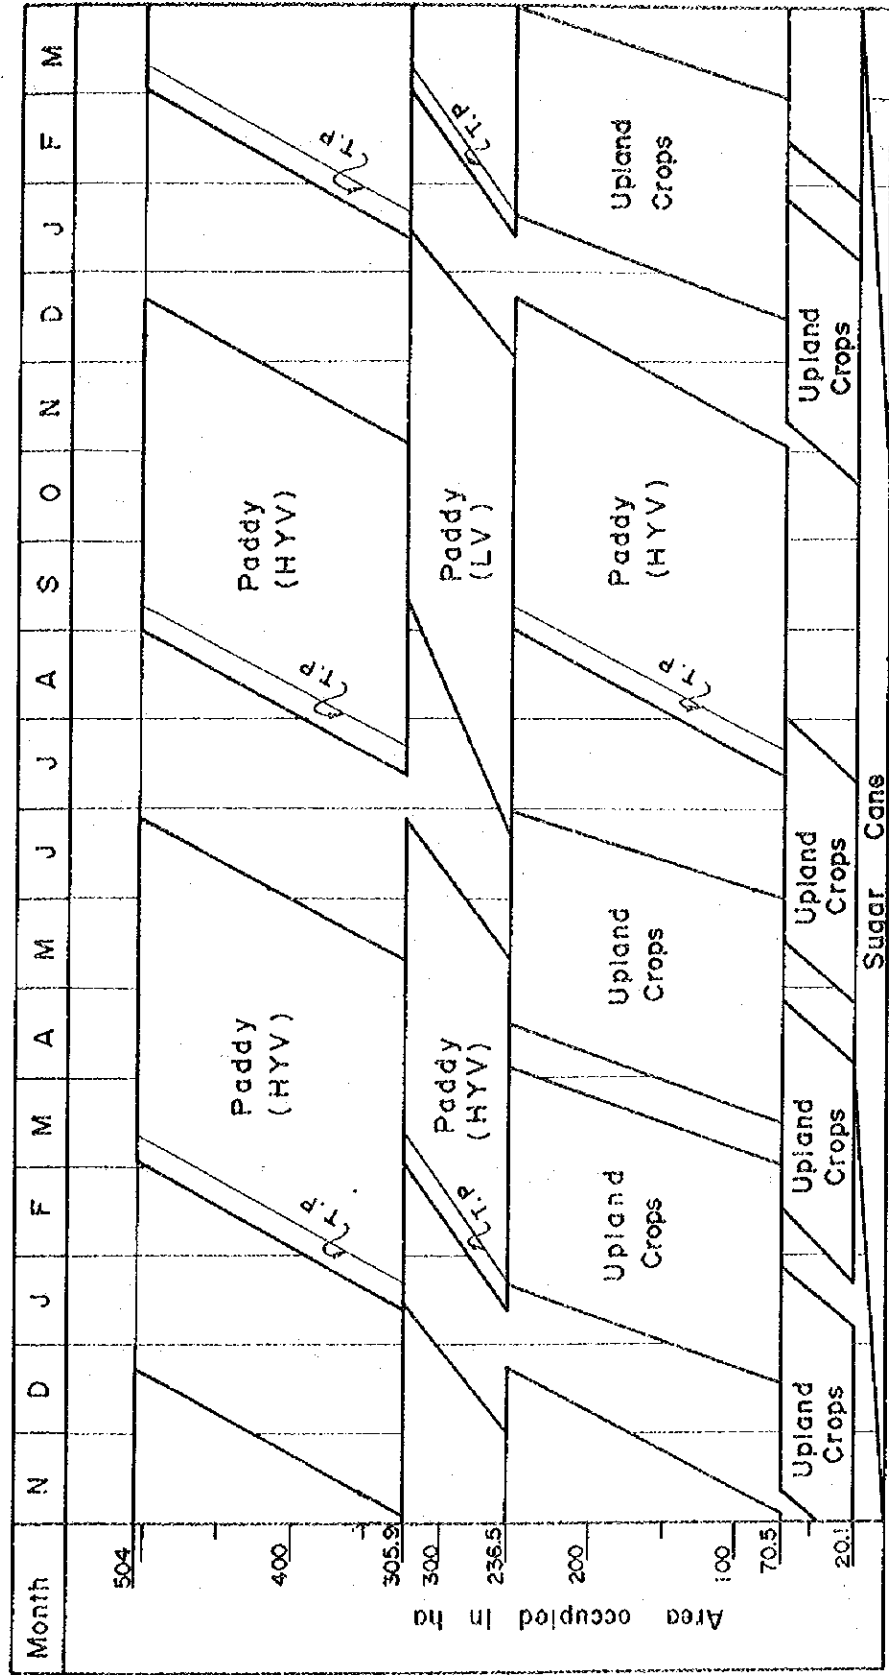 Month N D J F M A M J J A S O N D J F M
504
400
305.9
300
236.5
200
100
70.5
20.1
Area occupied in ha
Paddy
(HYV)
T.P
Paddy
(HYV)
T.P
T.P
Paddy
(HYV)
T.P
Paddy
(LV)
T.P
Upland
Crops
Upland
Crops
Paddy
(HYV)
T.P
Upland
Crops
Upland
Crops
Upland
Crops
Upland
Crops
Upland
Crops
Sugar Cans